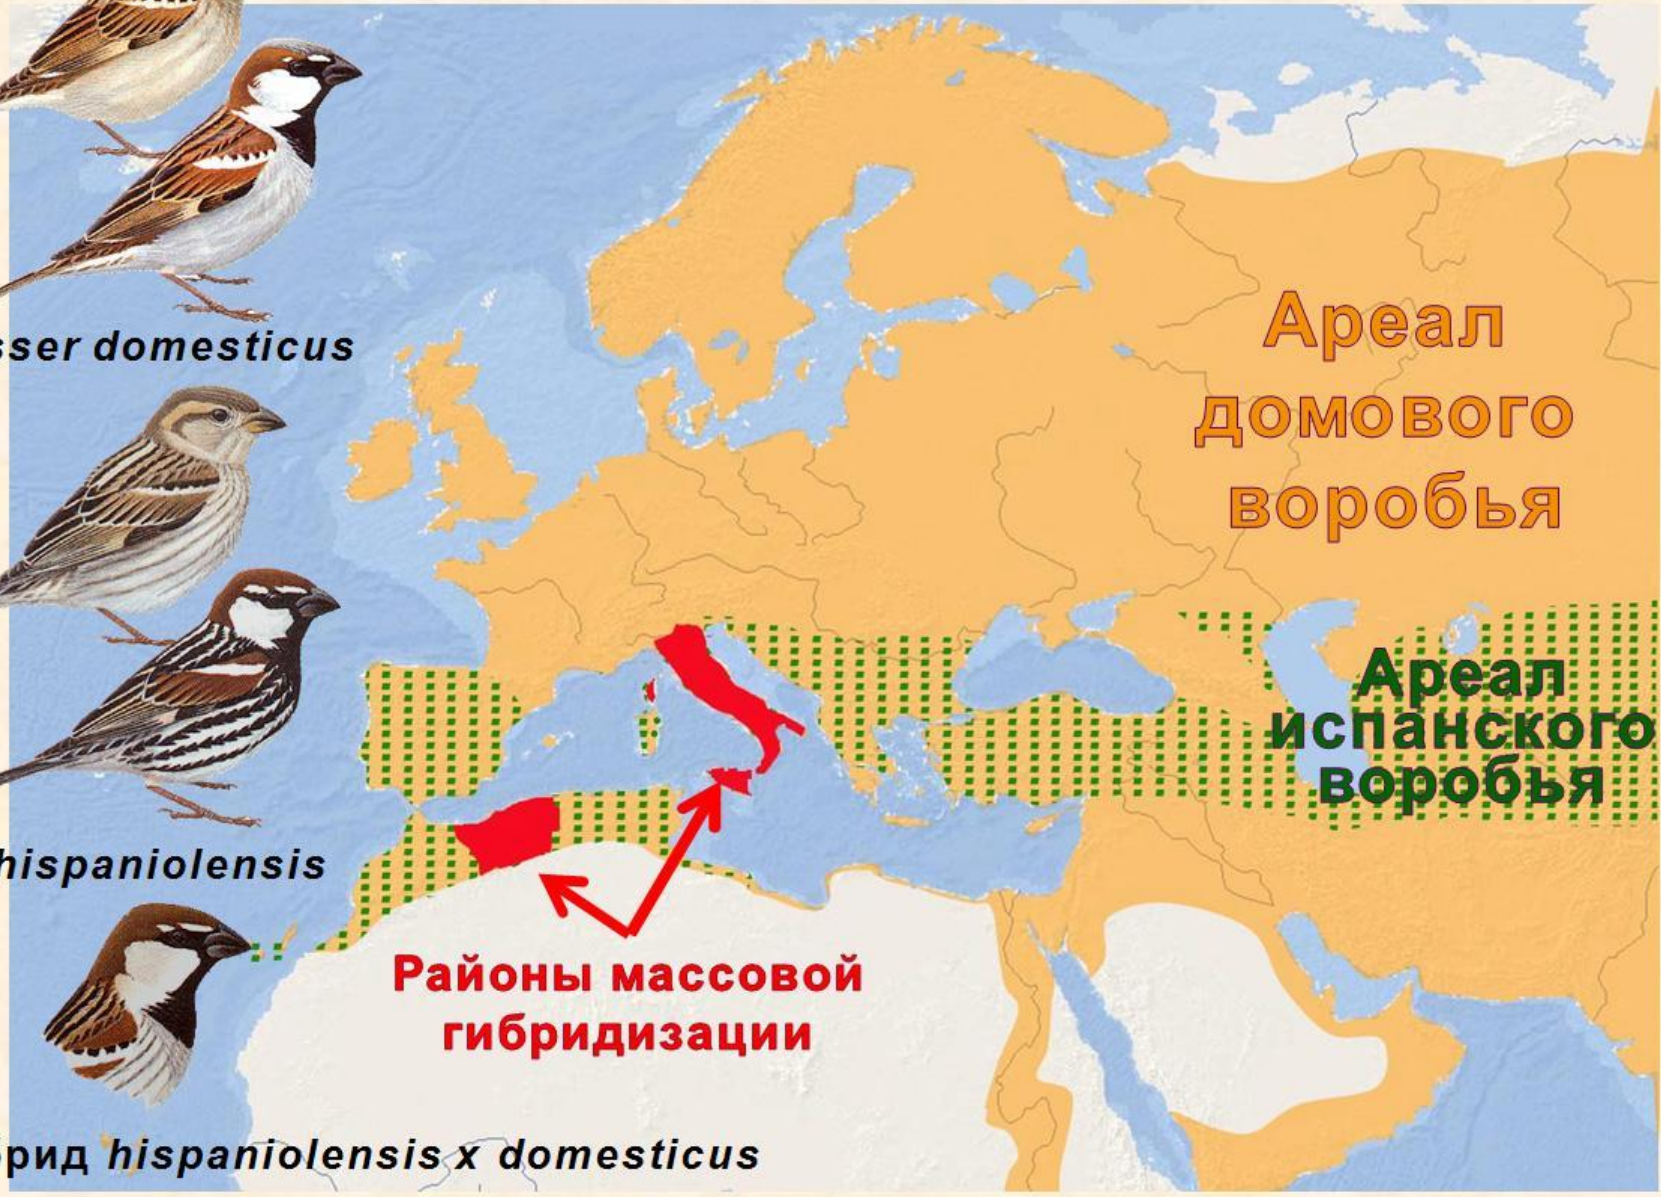 sser domesticus
hispaniolensis
рид hispaniolensis x domesticus
Ареал
домового
воробья
Ареал
испанского
воробья
Районы массовой
гибридизации